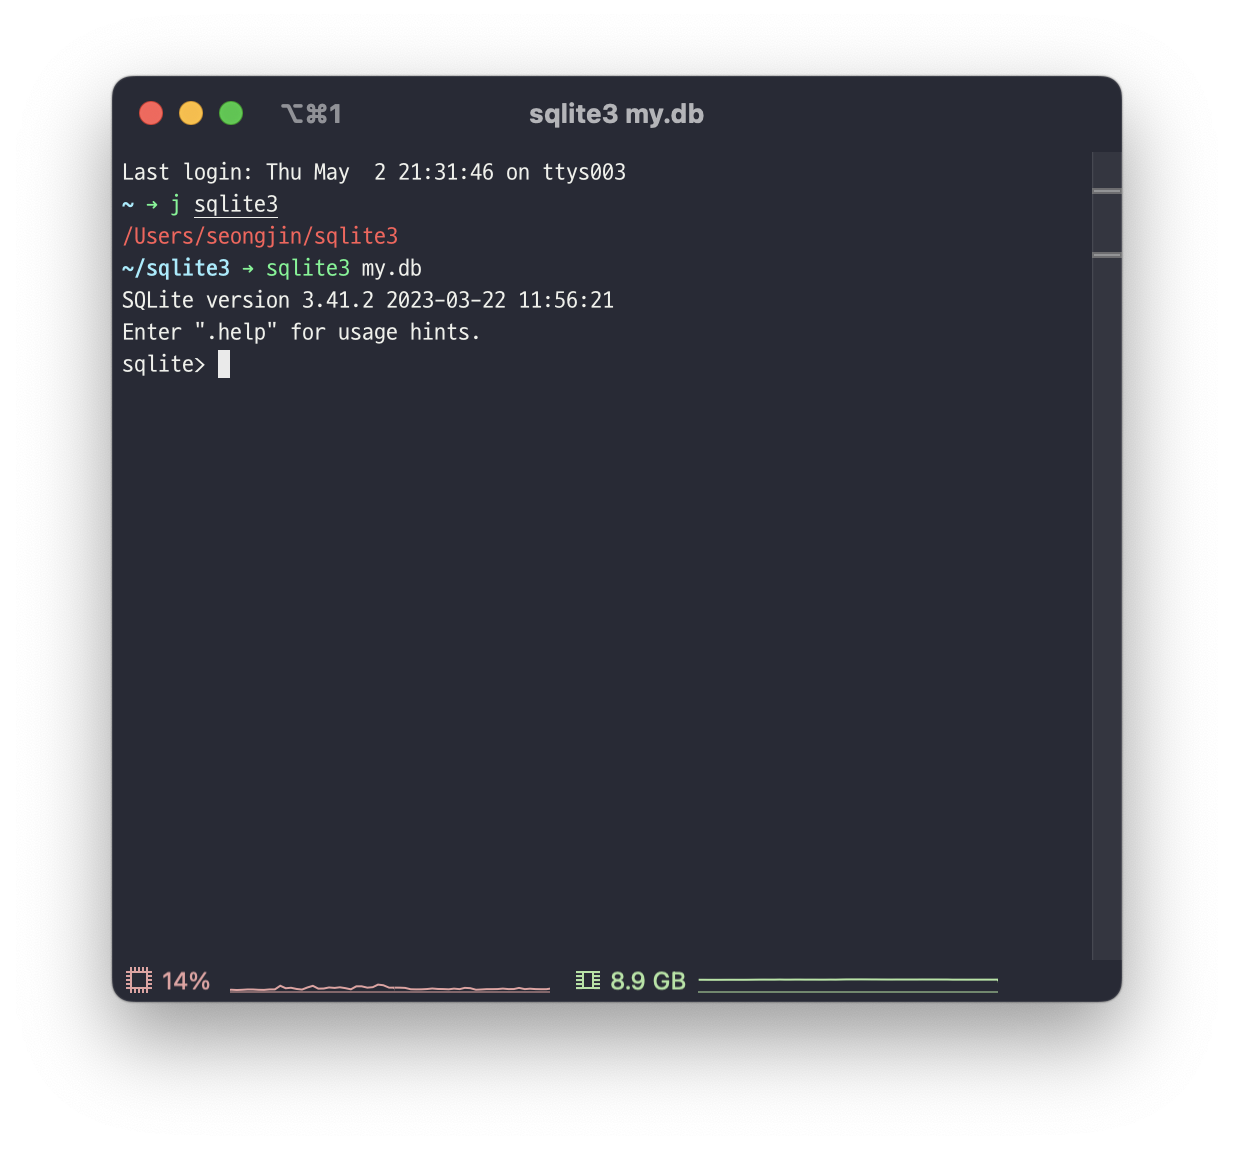 ⌥⌘1
sqlite3 my.db
Last login: Thu May  2 21:31:46 on ttys003
~ → j sqlite3
/Users/seongjin/sqlite3
~/sqlite3 → sqlite3 my.db
SQLite version 3.41.2 2023-03-22 11:56:21
Enter ".help" for usage hints.
sqlite>
14%
8.9 GB